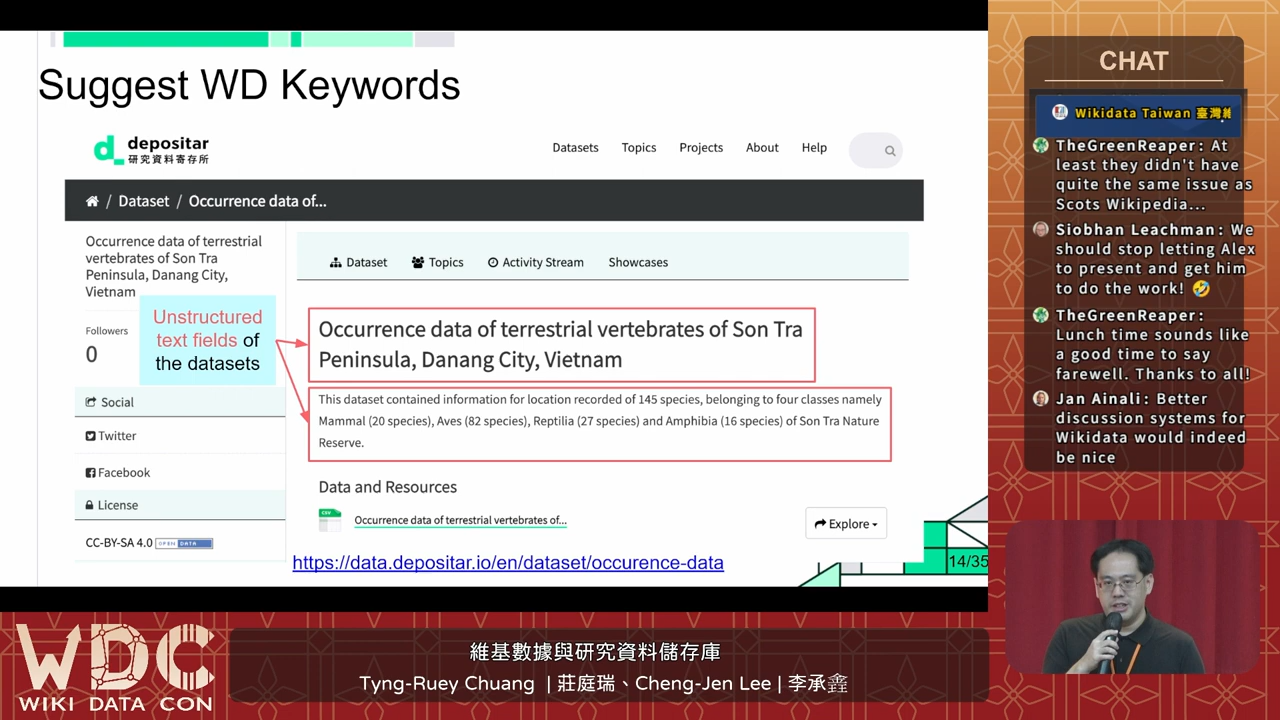 Suggest WD Keywords
depositar
研究資料寄存所
Datasets Topics Projects About Help
/ Dataset / Occurrence data of...
Occurrence data of terrestrial
vertebrates of Son Tra
Peninsula, Danang City,
Vietnam
Followers
0
Unstructured
text fields of
the datasets
Social
Twitter
Facebook
License
CC-BY-SA 4.0 OPEN DATA
Dataset Topics Activity Stream Showcases
Occurrence data of terrestrial vertebrates of Son Tra
Peninsula, Danang City, Vietnam
This dataset contained information for location recorded of 145 species, belonging to four classes namely
Mammal (20 species), Aves (82 species), Reptilia (27 species) and Amphibia (16 species) of Son Tra Nature
Reserve.
Data and Resources
CSV
Occurrence data of terrestrial vertebrates of...
Explore
https://data.depositar.io/en/dataset/occurence-data
14/35
CHAT
Wikidata Taiwan 臺灣維
TheGreenReaper: At
least they didn't have
quite the same issue as
Scots Wikipedia...
Siobhan Leachman: We
should stop letting Alex
to present and get him
to do the work! 🤣
TheGreenReaper:
Lunch time sounds like
a good time to say
farewell. Thanks to all!
Jan Ainali: Better
discussion systems for
Wikidata would indeed
be nice
WDC
WIKI DATA CON
維基數據與研究資料儲存庫
Tyng-Ruey Chuang | 莊庭瑞、Cheng-Jen Lee | 李承錱